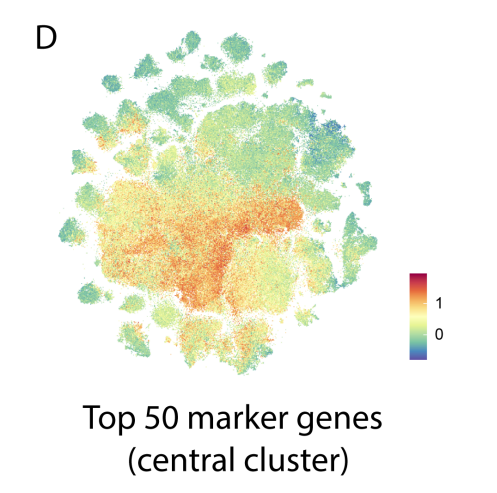 D
1
0
Top 50 marker genes
(central cluster)